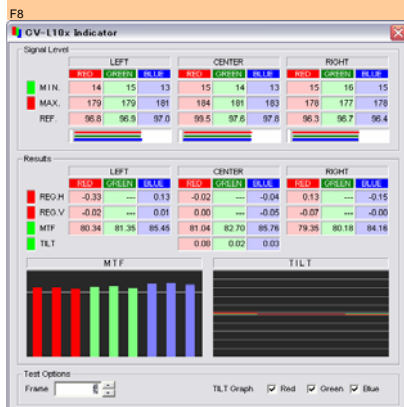 F8
CV-L10x Indicator
Signal Level
LEFT CENTER RIGHT
RED GREEN BLUE RED GREEN BLUE RED GREEN BLUE
MIN. 14 15 13 15 14 13 15 16 15
MAX. 179 179 181 184 181 183 178 177 178
REF. 96.8 96.9 97.0 99.5 97.6 97.8 96.3 96.7 96.4
Results
LEFT CENTER RIGHT
RED GREEN BLUE RED GREEN BLUE RED GREEN BLUE
REG.H -0.33 --- 0.13 -0.02 --- -0.04 0.13 --- -0.15
REG.V -0.02 --- 0.01 0.00 --- -0.05 -0.07 --- -0.00
MTF 80.34 81.35 85.45 81.04 82.70 85.76 79.35 80.18 84.16
TILT 0.08 0.02 0.03
MTF TILT
Test Options
Frame TILT Graph Red Green Blue